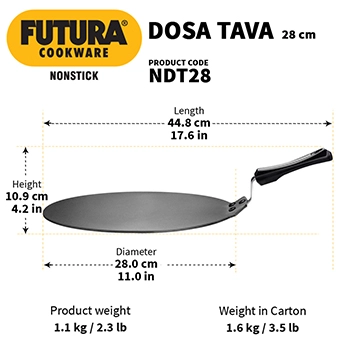 FUTURA®
COOKWARE
NONSTICK
DOSA TAVA 28 cm
PRODUCT CODE
NDT28
Length
44.8 cm
17.6 in
Height
10.9 cm
4.2 in
Diameter
28.0 cm
11.0 in
Product weight
1.1 kg / 2.3 lb
Weight in Carton
1.6 kg / 3.5 lb